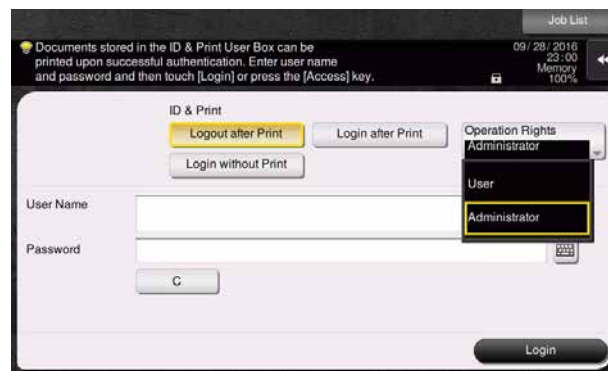 Job List
Documents stored in the ID & Print User Box can be
printed upon successful authentication. Enter user name
and password and then touch [Login] or press the [Access] key.
09/28/2016
23:00
Memory
100%
ID & Print
Logout after Print
Login after Print
Login without Print
Operation Rights
Administrator
User
Administrator
User Name
Password
C
Login